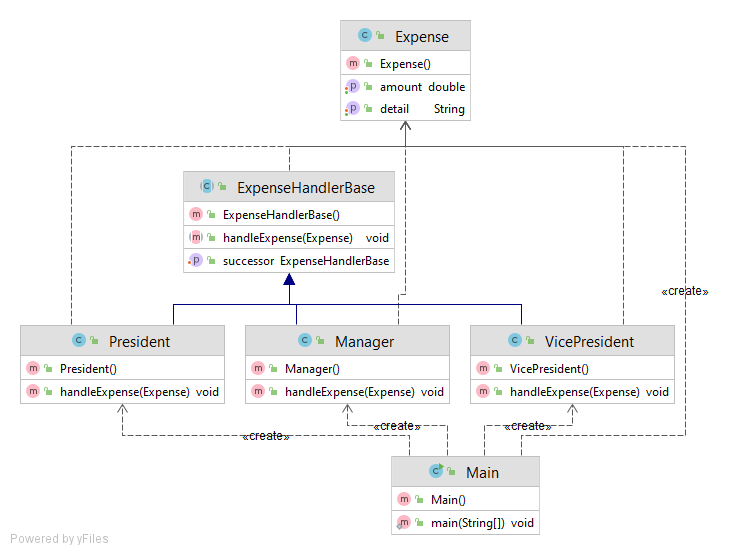 Expense
Expense()
amount double
detail String
ExpenseHandlerBase
ExpenseHandlerBase()
handleExpense(Expense) void
successor ExpenseHandlerBase
«create»
President
President()
handleExpense(Expense) void
Manager
Manager()
handleExpense(Expense) void
VicePresident
VicePresident()
handleExpense(Expense) void
«create»
«create»
«create»
Main
Main()
main(String[]) void
Powered by yFiles